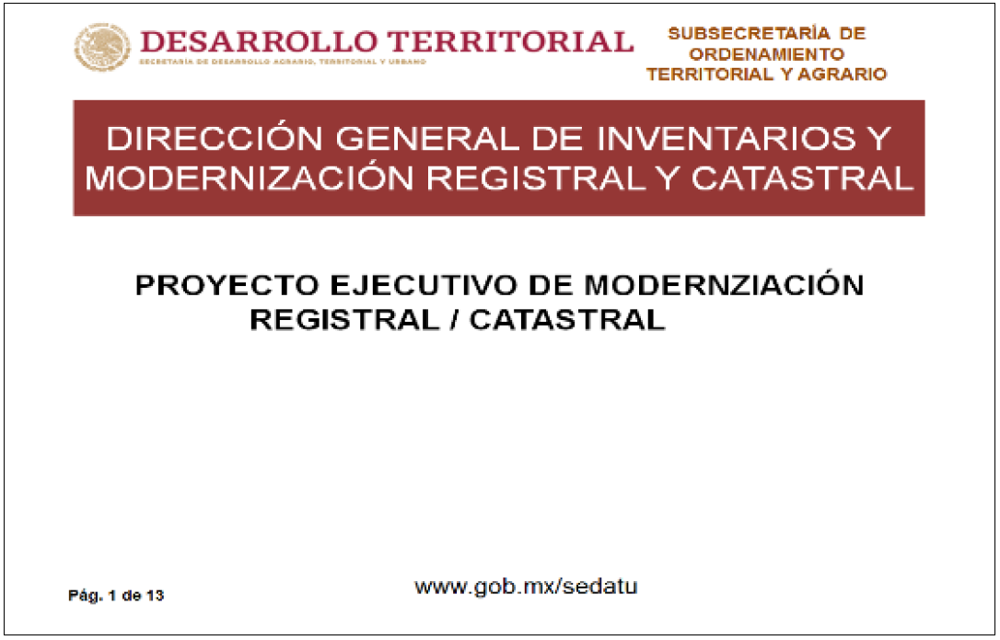 DESARROLLO TERRITORIAL
SECRETARÍA DE DESARROLLO AGRARIO, TERRITORIAL Y URBANO
SUBSECRETARÍA DE
ORDENAMIENTO
TERRITORIAL Y AGRARIO
DIRECCIÓN GENERAL DE INVENTARIOS Y
MODERNIZACIÓN REGISTRAL Y CATASTRAL
PROYECTO EJECUTIVO DE MODERNZIACIÓN
REGISTRAL / CATASTRAL
Pág. 1 de 13
www.gob.mx/sedatu